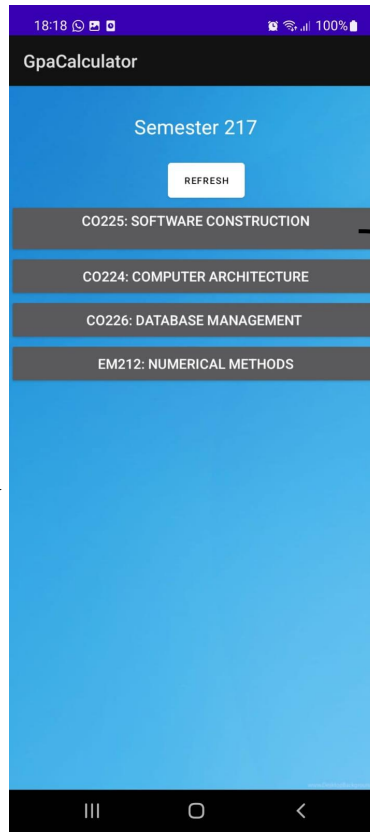 18:18 100%
GpaCalculator
Semester 217
REFRESH
CO225: SOFTWARE CONSTRUCTION
CO224: COMPUTER ARCHITECTURE
CO226: DATABASE MANAGEMENT
EM212: NUMERICAL METHODS